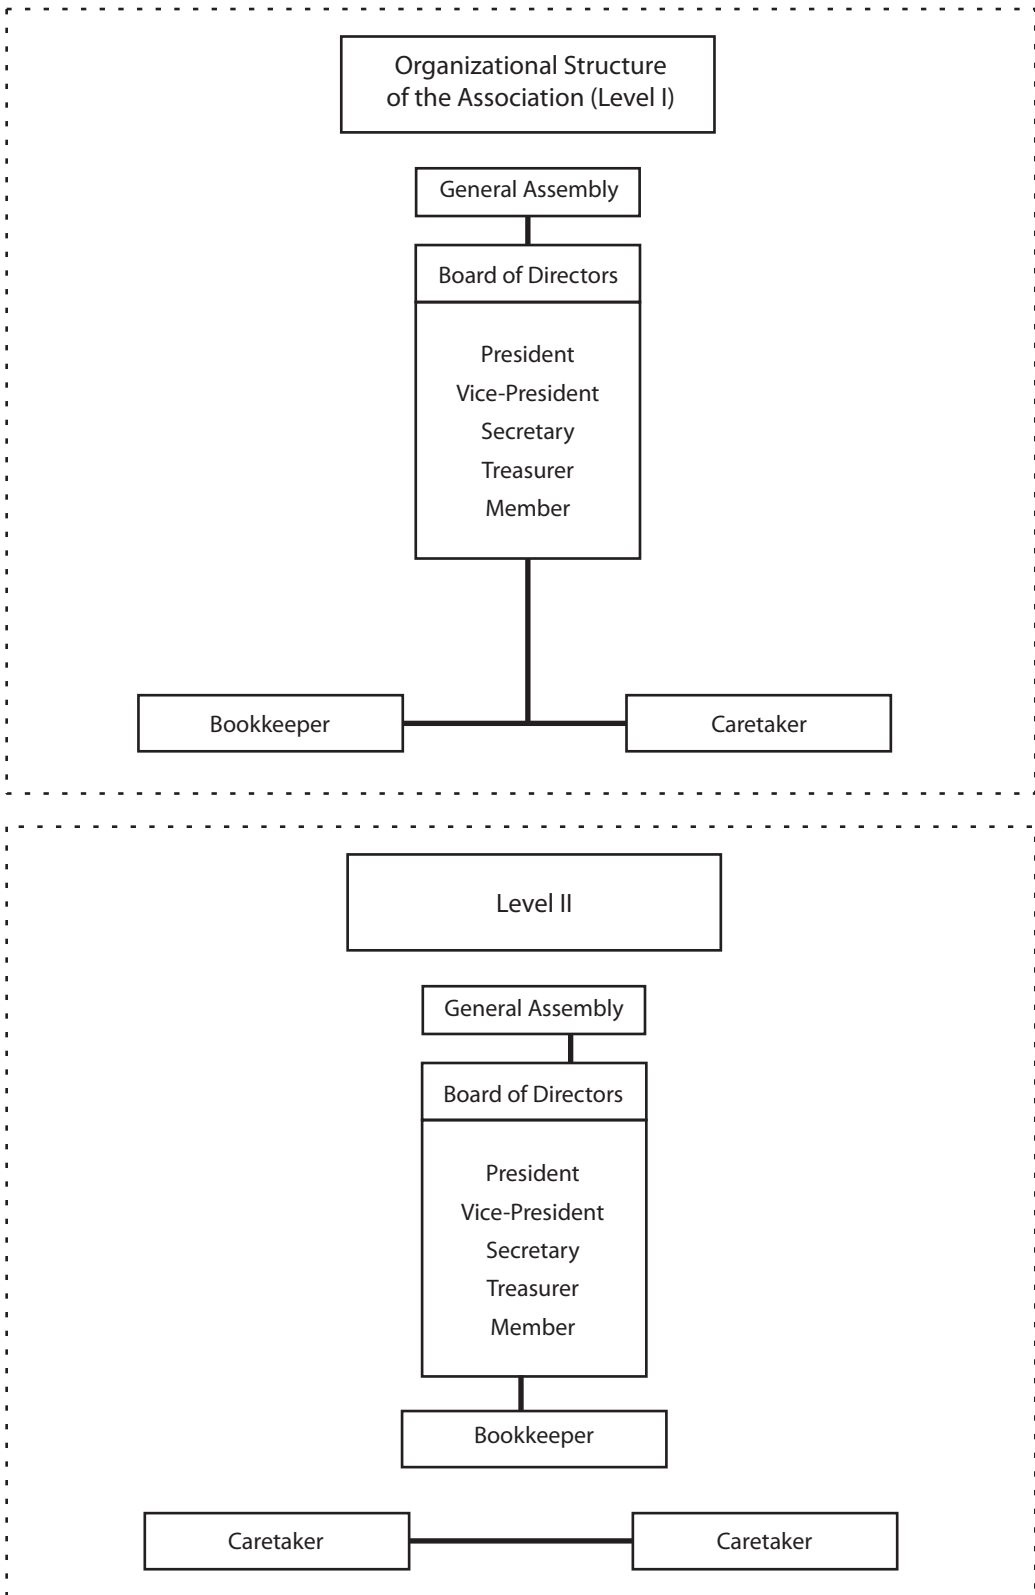 Organizational Structure
of the Association (Level I)
General Assembly
Board of Directors
President
Vice-President
Secretary
Treasurer
Member
Bookkeeper
Caretaker
Level II
General Assembly
Board of Directors
President
Vice-President
Secretary
Treasurer
Member
Bookkeeper
Caretaker
Caretaker